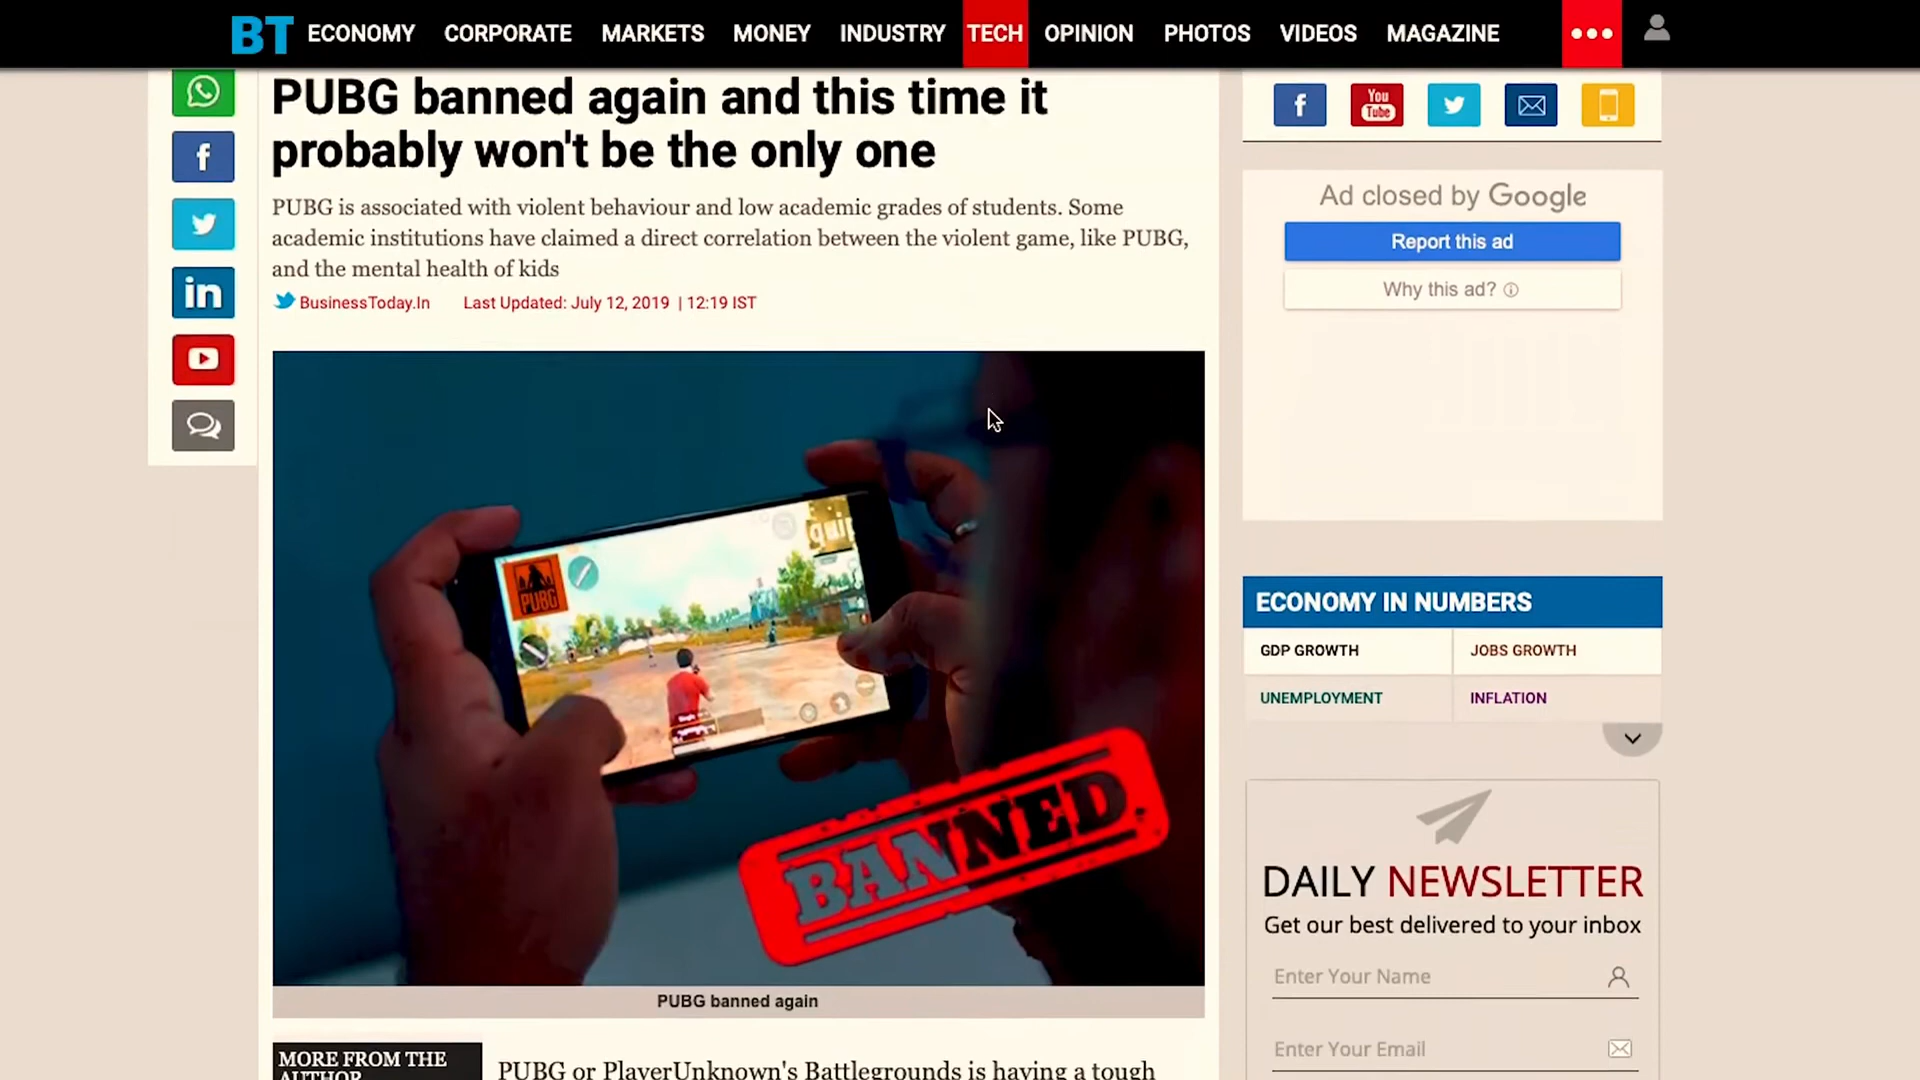 BT ECONOMY CORPORATE MARKETS MONEY INDUSTRY TECH OPINION PHOTOS VIDEOS MAGAZINE
PUBG banned again and this time it
probably won't be the only one
PUBG is associated with violent behaviour and low academic grades of students. Some
academic institutions have claimed a direct correlation between the violent game, like PUBG,
and the mental health of kids
BusinessToday.In Last Updated: July 12, 2019 | 12:19 IST
PUBG
BANNED
PUBG banned again
MORE FROM THE
AUTHOR
PUBG or PlayerUnknown's Battlegrounds is having a tough
You
Tube
Ad closed by Google
Report this ad
Why this ad?
ECONOMY IN NUMBERS
GDP GROWTH JOBS GROWTH
UNEMPLOYMENT INFLATION
DAILY NEWSLETTER
Get our best delivered to your inbox
Enter Your Name
Enter Your Email